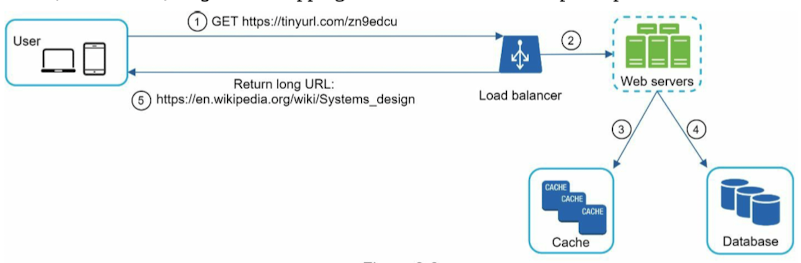 ① GET https://tinyurl.com/zn9edcu
User
②
Web servers
Load balancer
Return long URL:
⑤ https://en.wikipedia.org/wiki/Systems_design
③
④
CACHE
CACHE
CACHE
Cache
Database